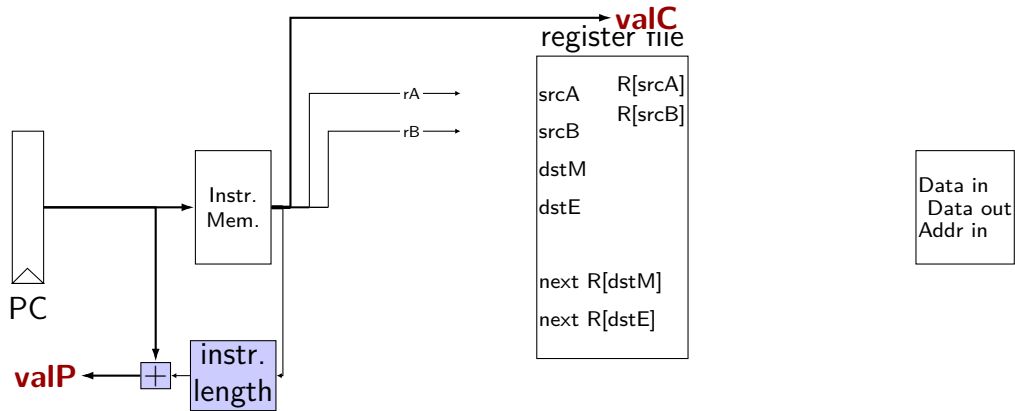 valC
register file
rA
srcA
R[srcA]
R[srcB]
rB
srcB
Instr.
Mem.
dstM
dstE
Data in
Data out
Addr in
next R[dstM]
PC
next R[dstE]
instr.
length
valP
+